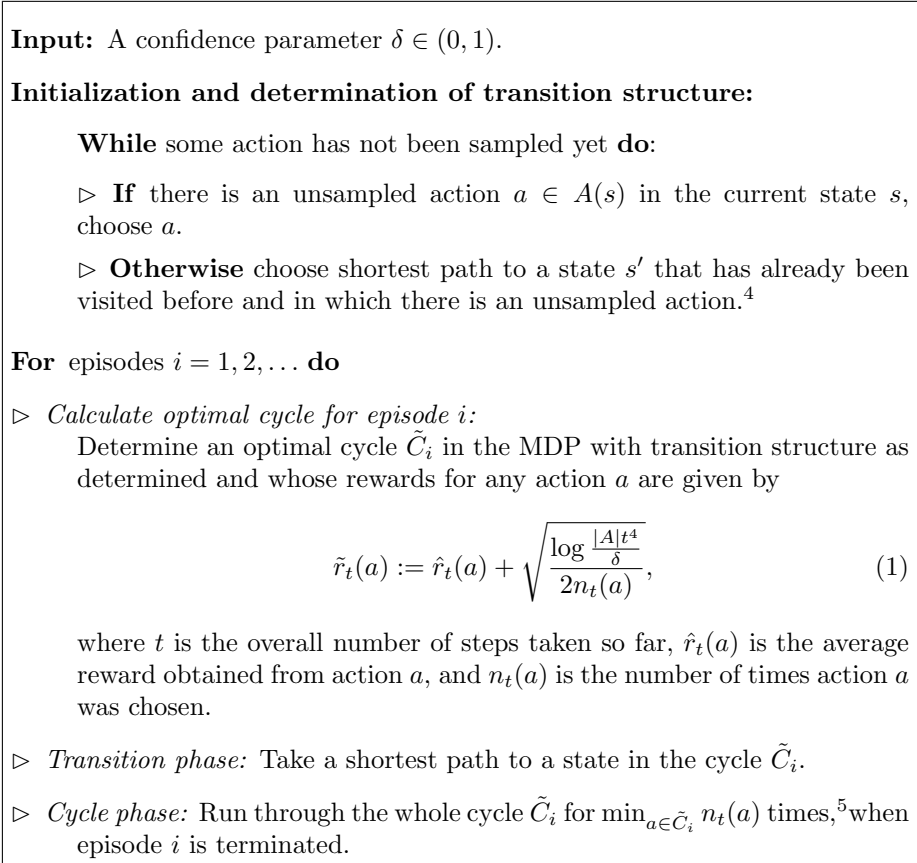 Input: A confidence parameter δ ∈ (0, 1).
Initialization and determination of transition structure:
While some action has not been sampled yet do:
▷ If there is an unsampled action a ∈ A(s) in the current state s,
choose a.
▷ Otherwise choose shortest path to a state s′ that has already been
visited before and in which there is an unsampled action.⁴
For episodes i = 1, 2, . . . do
▷ Calculate optimal cycle for episode i:
Determine an optimal cycle C̃ᵢ in the MDP with transition structure as
determined and whose rewards for any action a are given by
r̃ₜ(a) := r̂ₜ(a) + √(log(|A|t⁴/δ) / 2nₜ(a)), (1)
where t is the overall number of steps taken so far, r̂ₜ(a) is the average
reward obtained from action a, and nₜ(a) is the number of times action a
was chosen.
▷ Transition phase: Take a shortest path to a state in the cycle C̃ᵢ.
▷ Cycle phase: Run through the whole cycle C̃ᵢ for min_{a∈C̃ᵢ} nₜ(a) times,⁵when
episode i is terminated.